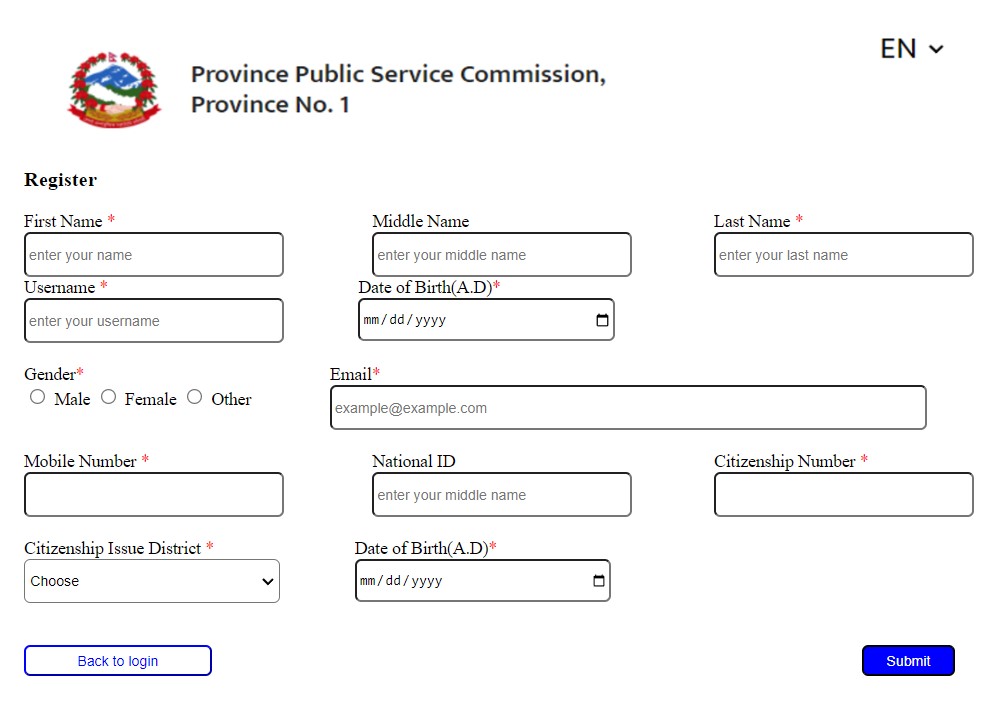 EN
Province Public Service Commission,
Province No. 1
Register
First Name * Middle Name Last Name *
enter your name enter your middle name enter your last name
Username * Date of Birth(A.D)*
enter your username mm/dd/yyyy
Gender* Email*
Male Female Other example@example.com
Mobile Number * National ID Citizenship Number *
enter your middle name
Citizenship Issue District * Date of Birth(A.D)*
Choose mm/dd/yyyy
Back to login Submit